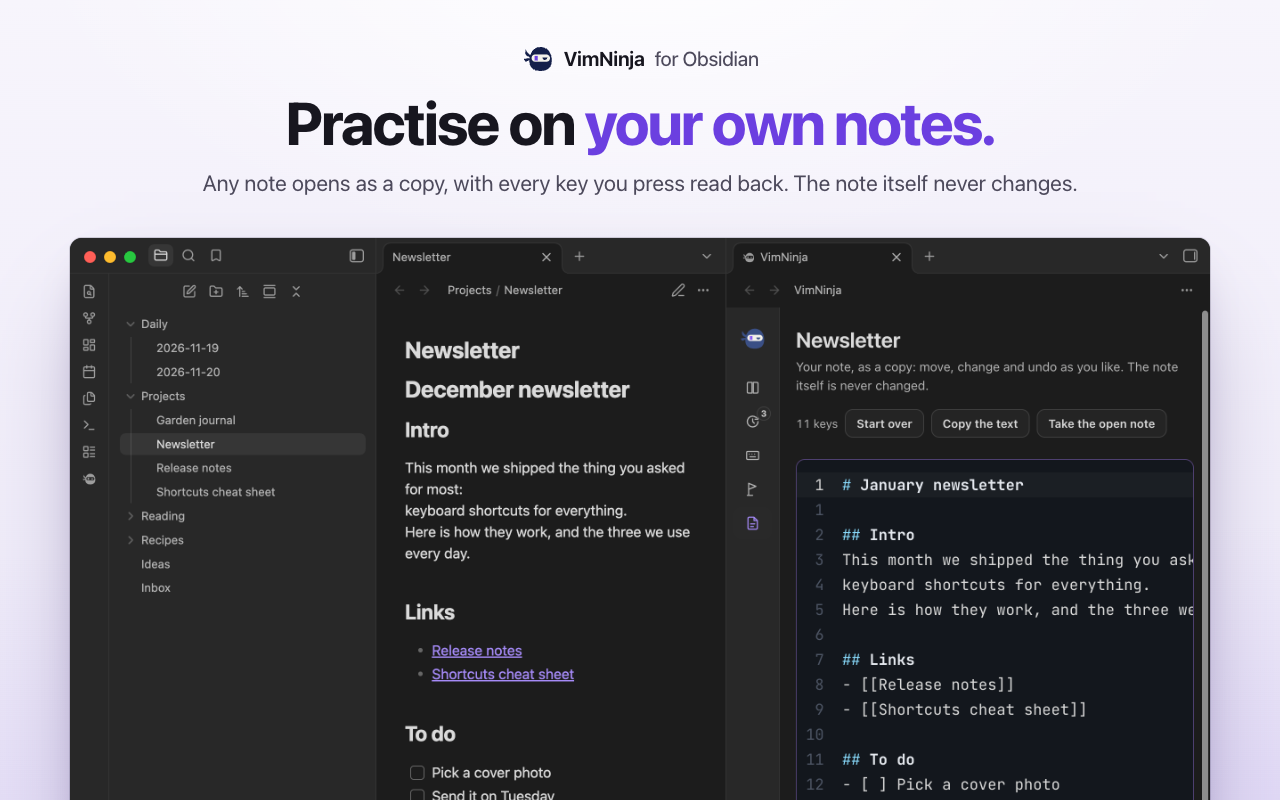 VimNinja for Obsidian
Practise on your own notes.
Any note opens as a copy, with every key you press read back. The note itself never changes.
Daily
2026-11-19
2026-11-20
Projects
Garden journal
Newsletter
Release notes
Shortcuts cheat sheet
Reading
Recipes
Ideas
Inbox
Newsletter
Projects / Newsletter
Newsletter
December newsletter
Intro
This month we shipped the thing you asked
for most:
keyboard shortcuts for everything.
Here is how they work, and the three we use
every day.
Links
Release notes
Shortcuts cheat sheet
To do
Pick a cover photo
Send it on Tuesday
VimNinja
VimNinja
3
Newsletter
Your note, as a copy: move, change and undo as you like. The note
itself is never changed.
11 keys Start over Copy the text Take the open note
1 # January newsletter
1
2 ## Intro
3 This month we shipped the thing you ask
4 keyboard shortcuts for everything.
5 Here is how they work, and the three we
6
7 ## Links
8 - [[Release notes]]
9 - [[Shortcuts cheat sheet]]
10
11 ## To do
12 - [ ] Pick a cover photo